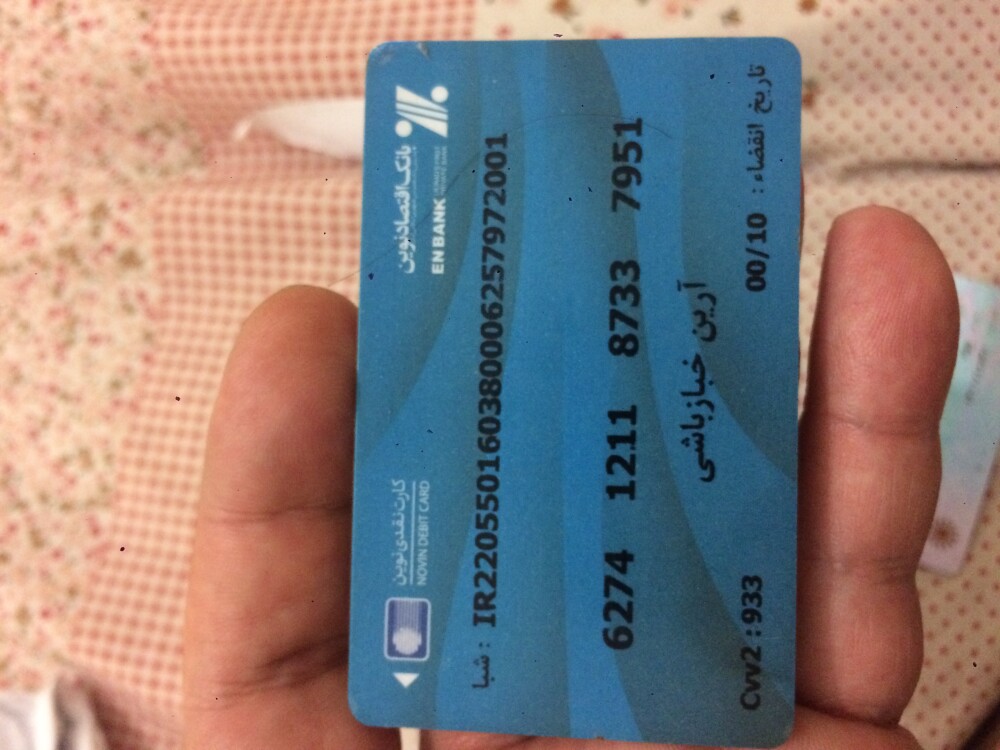 بانک اقتصاد نوین
EN BANK
کارت نقدی نوین
NOVIN DEBIT CARD
شبا : IR220550160380006257972001
6274 1211 8733 7951
آرین خبازباشی
Cvv2 : 933 تاریخ انقضاء : 00/10